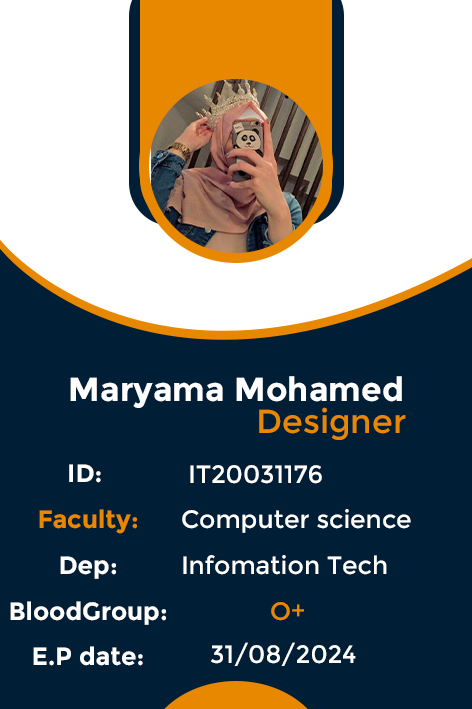 Maryama Mohamed
Designer
ID: IT20031176
Faculty: Computer science
Dep: Infomation Tech
BloodGroup: O+
E.P date: 31/08/2024